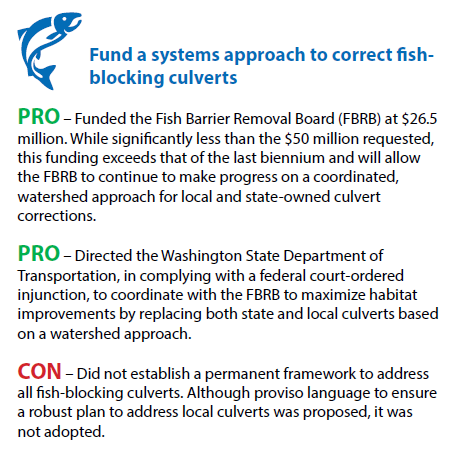 Fund a systems approach to correct fish-
blocking culverts
PRO – Funded the Fish Barrier Removal Board (FBRB) at $26.5
million. While significantly less than the $50 million requested,
this funding exceeds that of the last biennium and will allow
the FBRB to continue to make progress on a coordinated,
watershed approach for local and state-owned culvert
corrections.
PRO – Directed the Washington State Department of
Transportation, in complying with a federal court-ordered
injunction, to coordinate with the FBRB to maximize habitat
improvements by replacing both state and local culverts based
on a watershed approach.
CON – Did not establish a permanent framework to address
all fish-blocking culverts. Although proviso language to ensure
a robust plan to address local culverts was proposed, it was
not adopted.